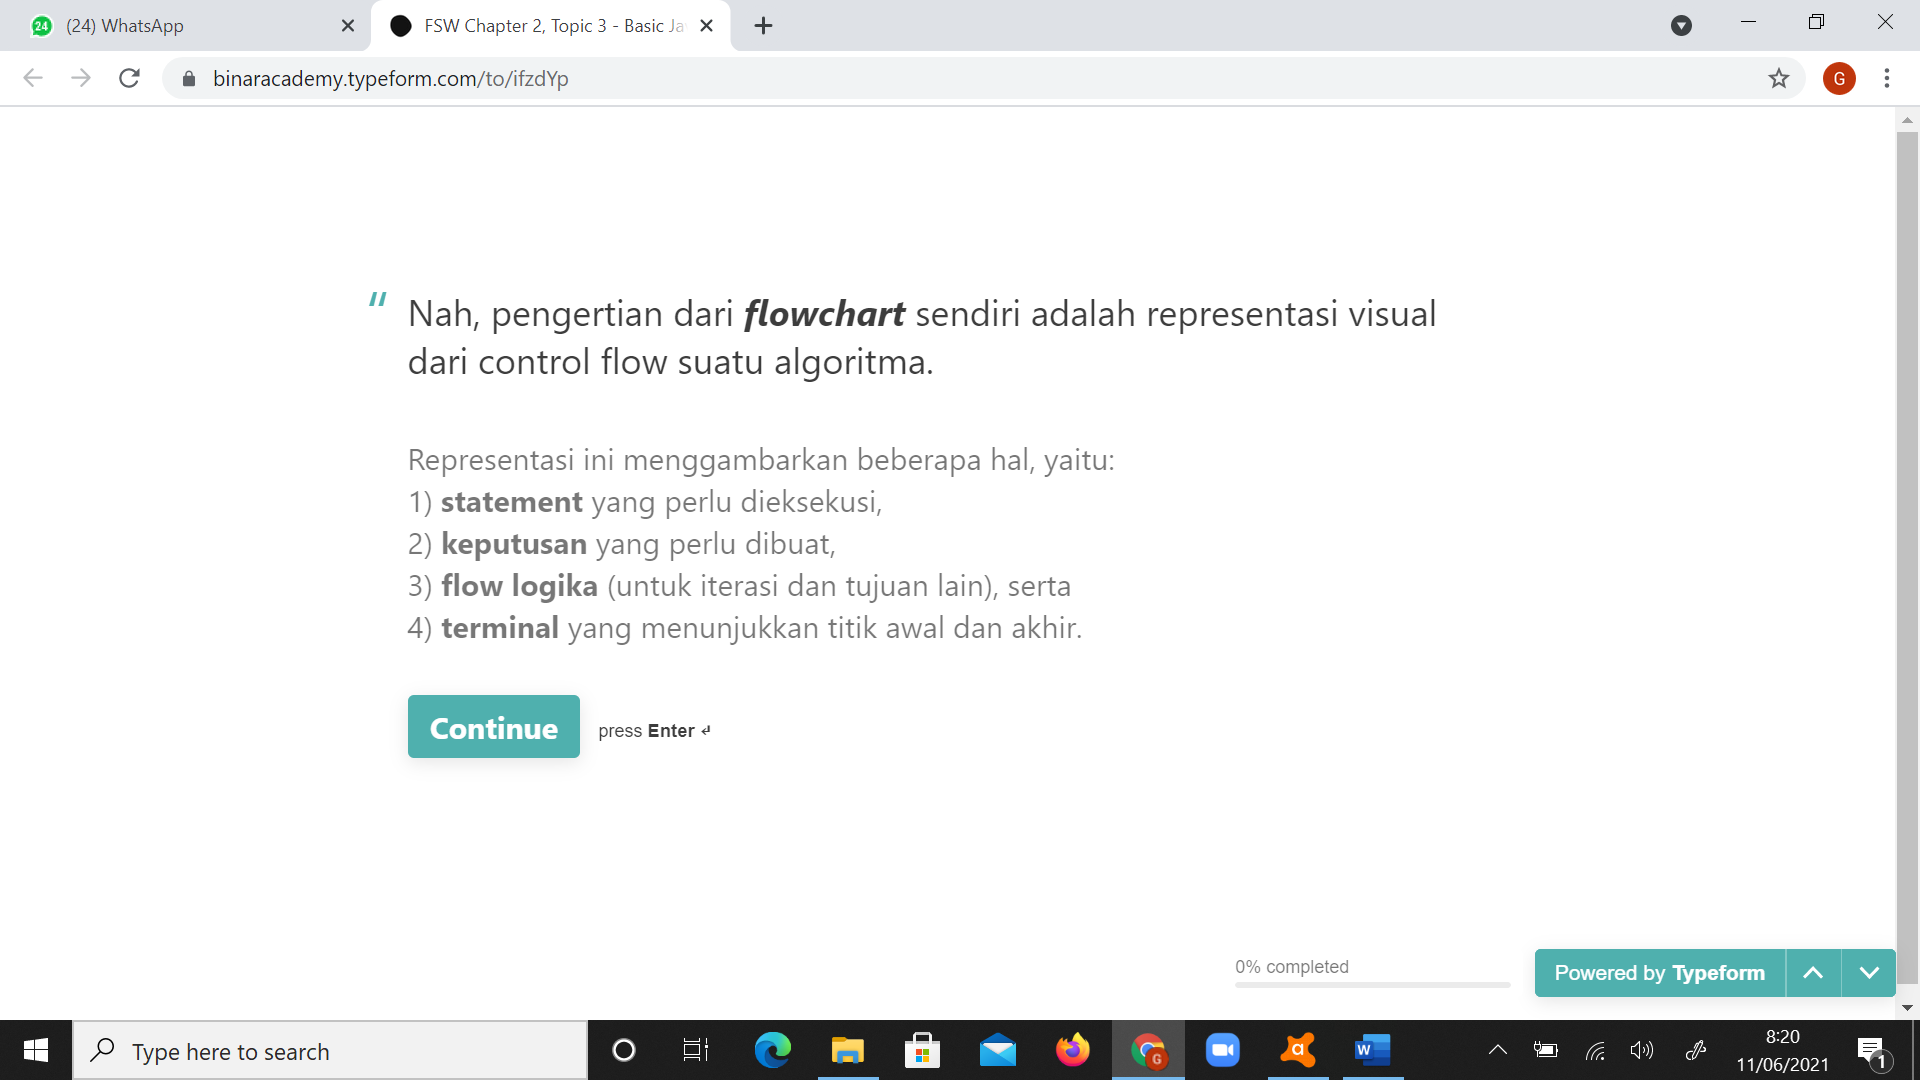 24
(24) WhatsApp
FSW Chapter 2, Topic 3 - Basic Ja
binaracademy.typeform.com/to/ifzdYp
G
" Nah, pengertian dari flowchart sendiri adalah representasi visual
dari control flow suatu algoritma.
Representasi ini menggambarkan beberapa hal, yaitu:
1) statement yang perlu dieksekusi,
2) keputusan yang perlu dibuat,
3) flow logika (untuk iterasi dan tujuan lain), serta
4) terminal yang menunjukkan titik awal dan akhir.
Continue
press Enter ↵
0% completed
Powered by Typeform
Type here to search
G
a
W
8:20
11/06/2021
1